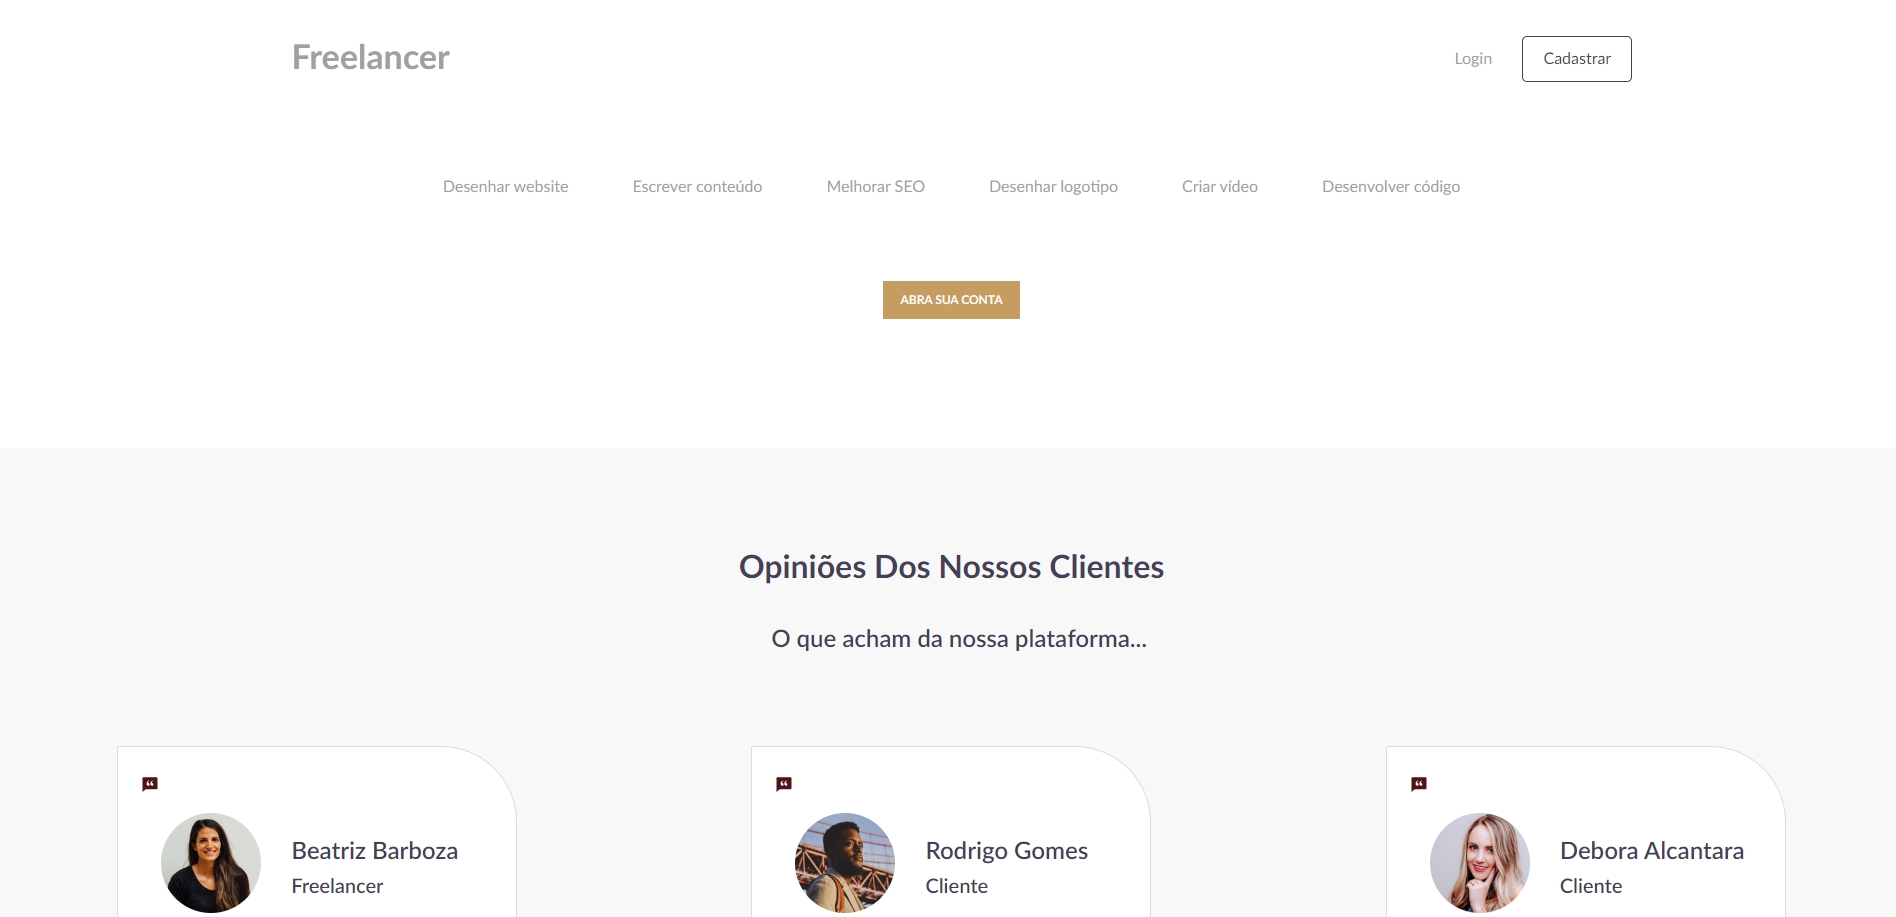 Freelancer
Login
Cadastrar
Desenhar website
Escrever conteúdo
Melhorar SEO
Desenhar logotipo
Criar vídeo
Desenvolver código
ABRA SUA CONTA
Opiniões Dos Nossos Clientes
O que acham da nossa plataforma...
Beatriz Barboza
Freelancer
Rodrigo Gomes
Cliente
Debora Alcantara
Cliente